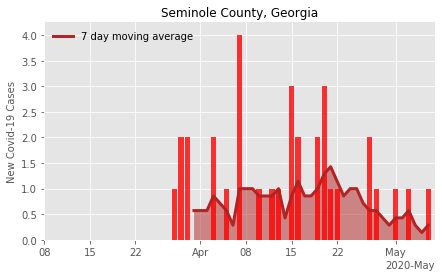 Seminole County, Georgia
7 day moving average
New Covid-19 Cases
4.0
3.5
3.0
2.5
2.0
1.5
1.0
0.5
0.0
08 15 22 Apr 08 15 22 May
2020-May